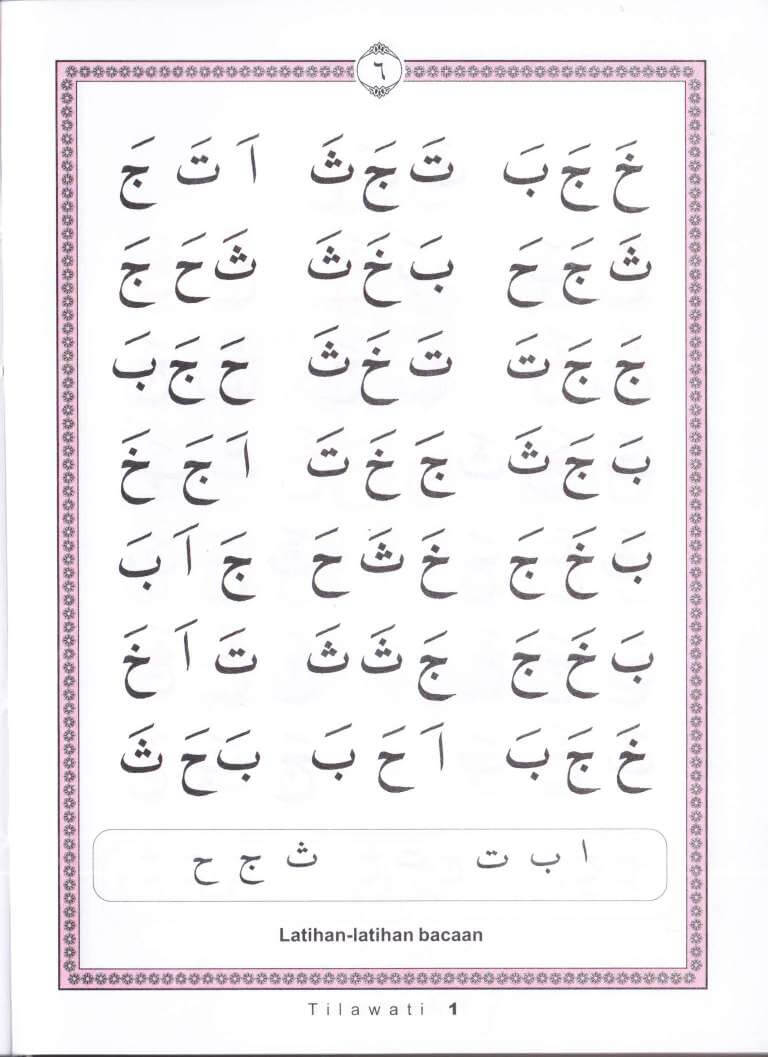 ٦
خَ جَ بَ تَ جَ ثَ اَ تَ جَ
ثَ جَ حَ بَ خَ ثَ ثَ حَ جَ
جَ جَ تَ تَ خَ ثَ حَ جَ بَ
بَ جَ ثَ جَ خَ تَ اَ جَ خَ
بَ خَ جَ خَ ثَ حَ جَ اَ بَ
بَ خَ جَ جَ ثَ ثَ تَ اَ خَ
خَ جَ بَ اَ حَ بَ بَ حَ ثَ
ا ب ت ث ج ح
Latihan-latihan bacaan
Tilawati 1